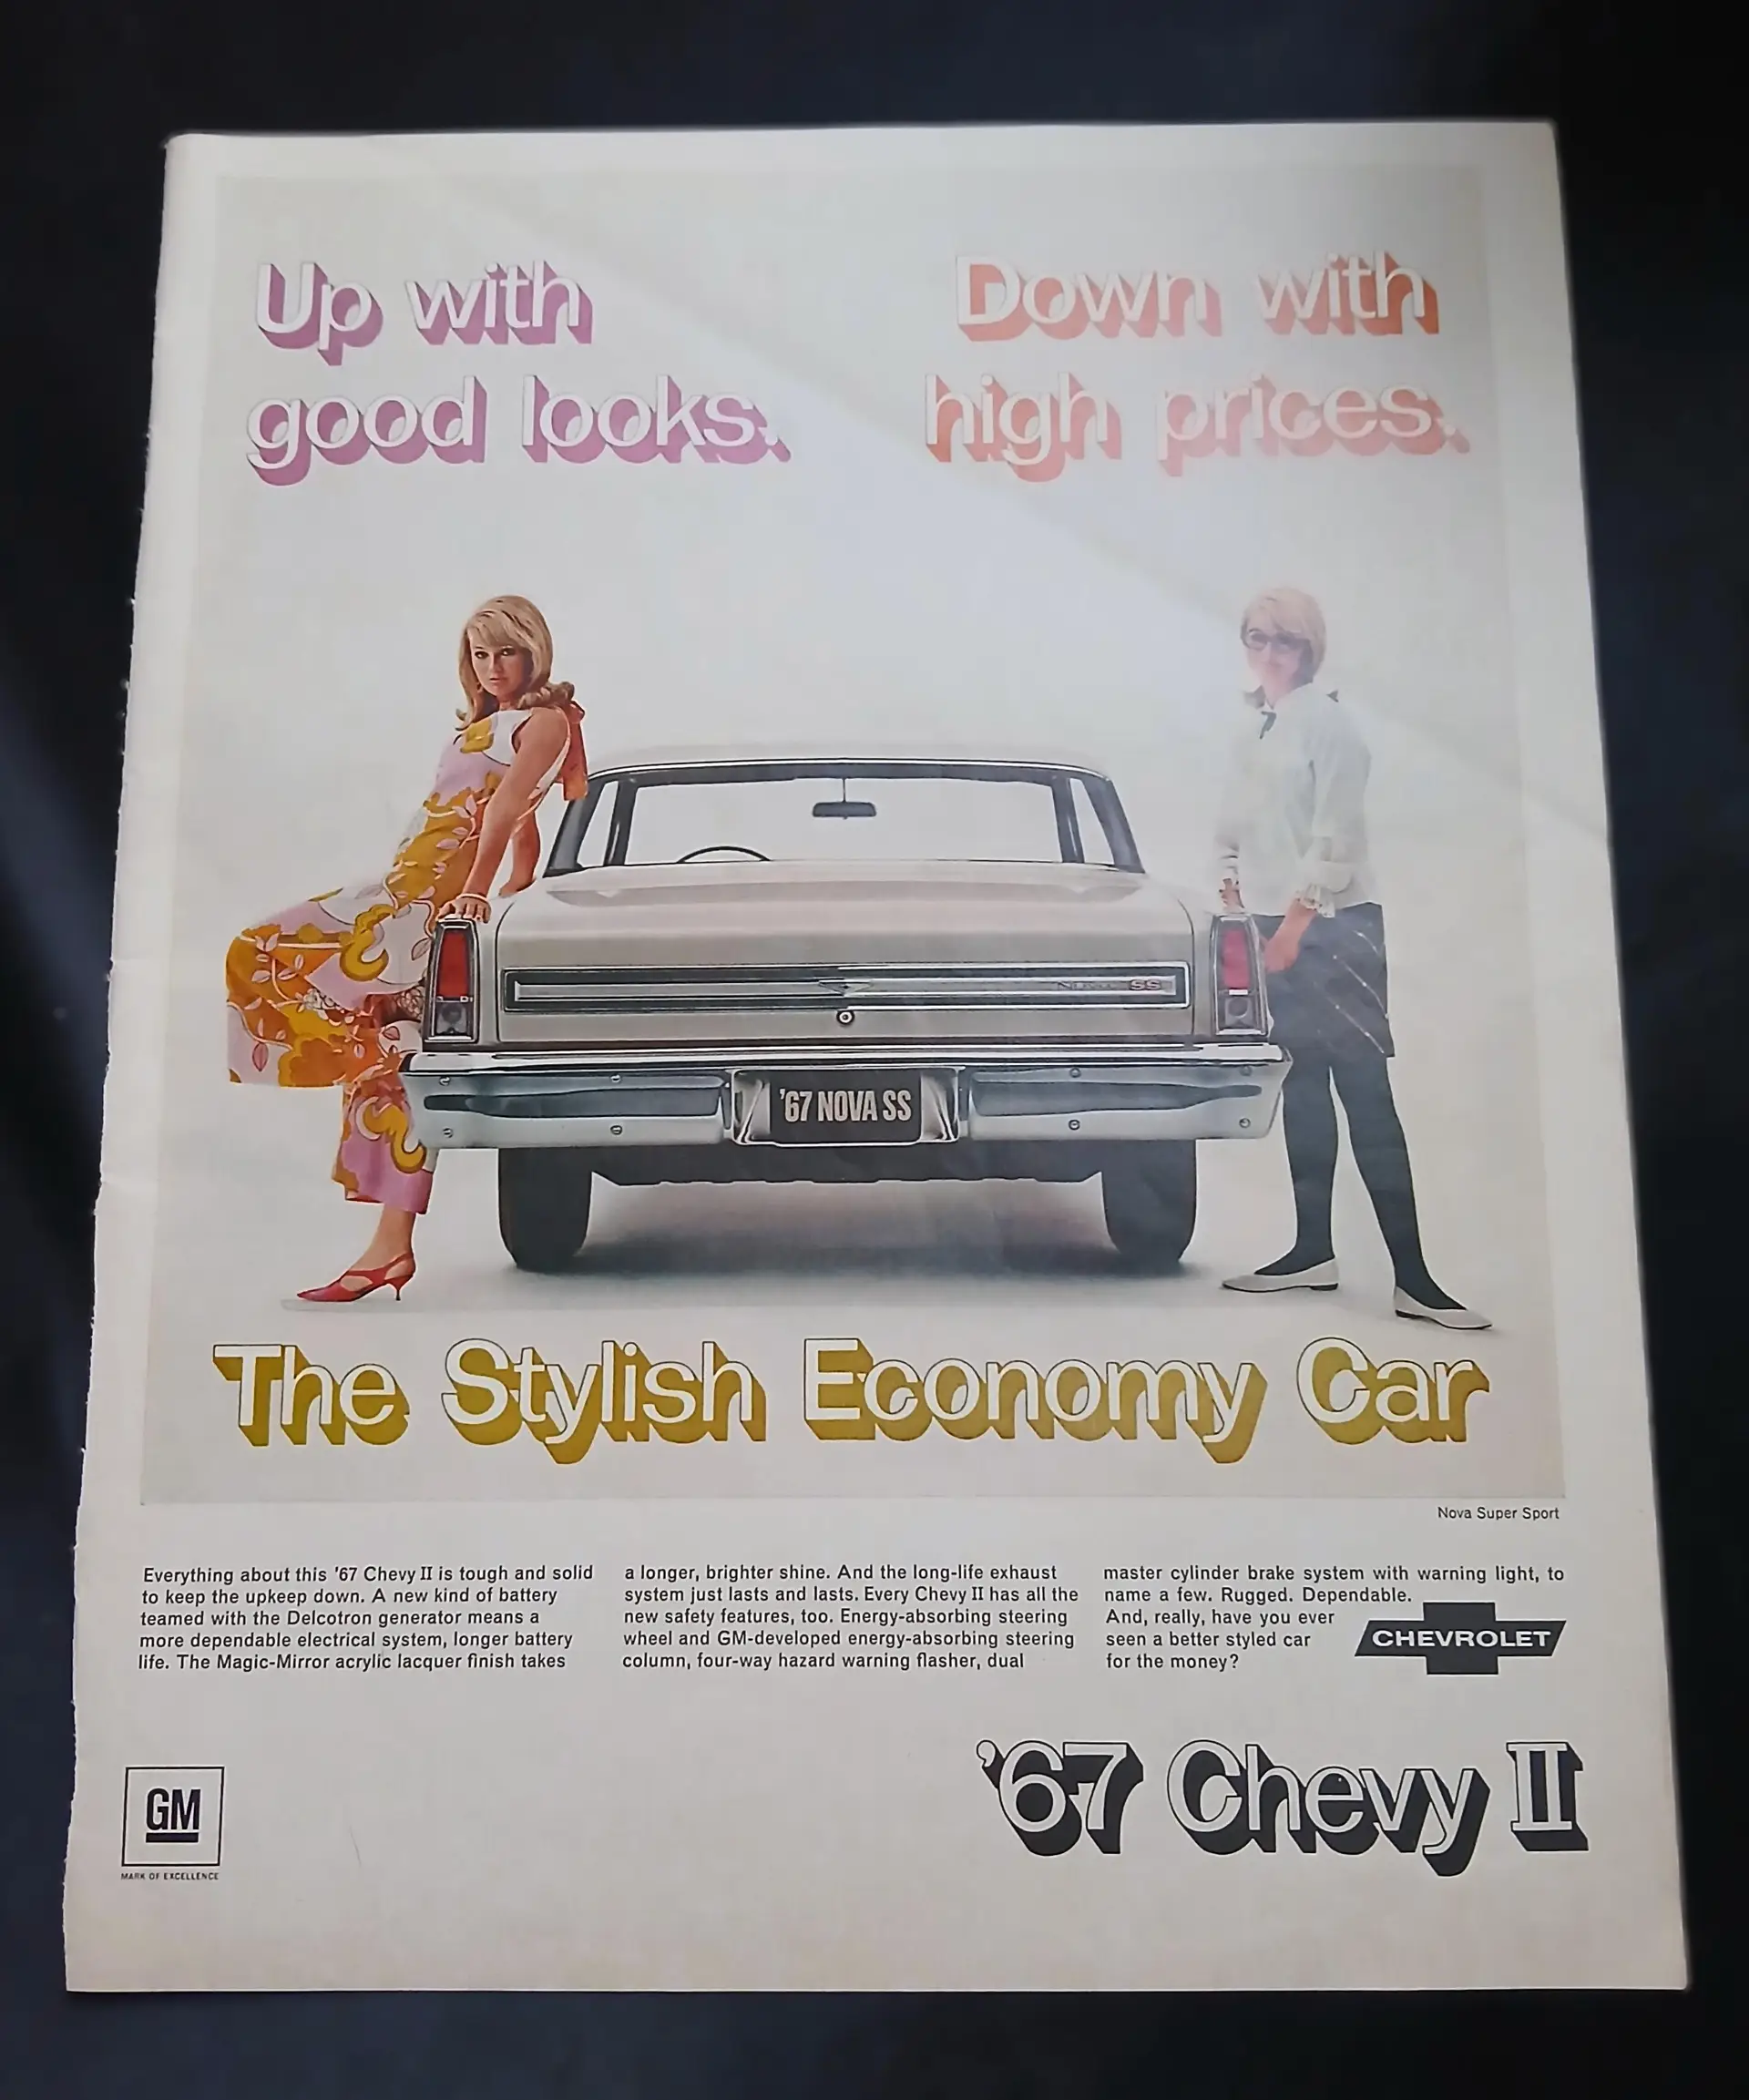 Up with
good looks.
Down with
high prices.
Nova SS
'67 NOVA SS
The Stylish Economy Car
Nova Super Sport
Everything about this '67 Chevy II is tough and solid
to keep the upkeep down. A new kind of battery
teamed with the Delcotron generator means a
more dependable electrical system, longer battery
life. The Magic-Mirror acrylic lacquer finish takes
a longer, brighter shine. And the long-life exhaust
system just lasts and lasts. Every Chevy II has all the
new safety features, too. Energy-absorbing steering
wheel and GM-developed energy-absorbing steering
column, four-way hazard warning flasher, dual
master cylinder brake system with warning light, to
name a few. Rugged. Dependable.
And, really, have you ever
seen a better styled car
for the money?
CHEVROLET
'67 Chevy II
GM
MARK OF EXCELLENCE